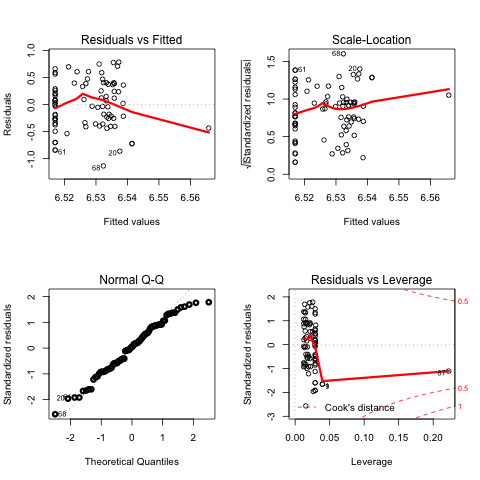 Residuals vs Fitted
Residuals
1.0
0.5
0.0
-0.5
-1.0
61
20
68
6.52 6.53 6.54 6.55 6.56
Fitted values
Scale-Location
√|Standardized residuals|
1.5
1.0
0.5
0.0
68
20
61
6.52 6.53 6.54 6.55 6.56
Fitted values
Normal Q-Q
Standardized residuals
2
1
0
-1
-2
20
68
-2 -1 0 1 2
Theoretical Quantiles
Residuals vs Leverage
Standardized residuals
2
1
0
-1
-2
-3
0.5
67
0.5
1
Cook's distance
0.00 0.05 0.10 0.15 0.20
Leverage